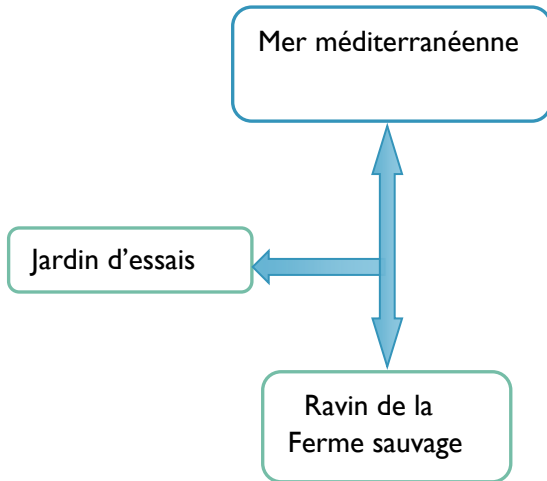 Mer méditerranéenne
Jardin d’essais
Ravin de la
Ferme sauvage